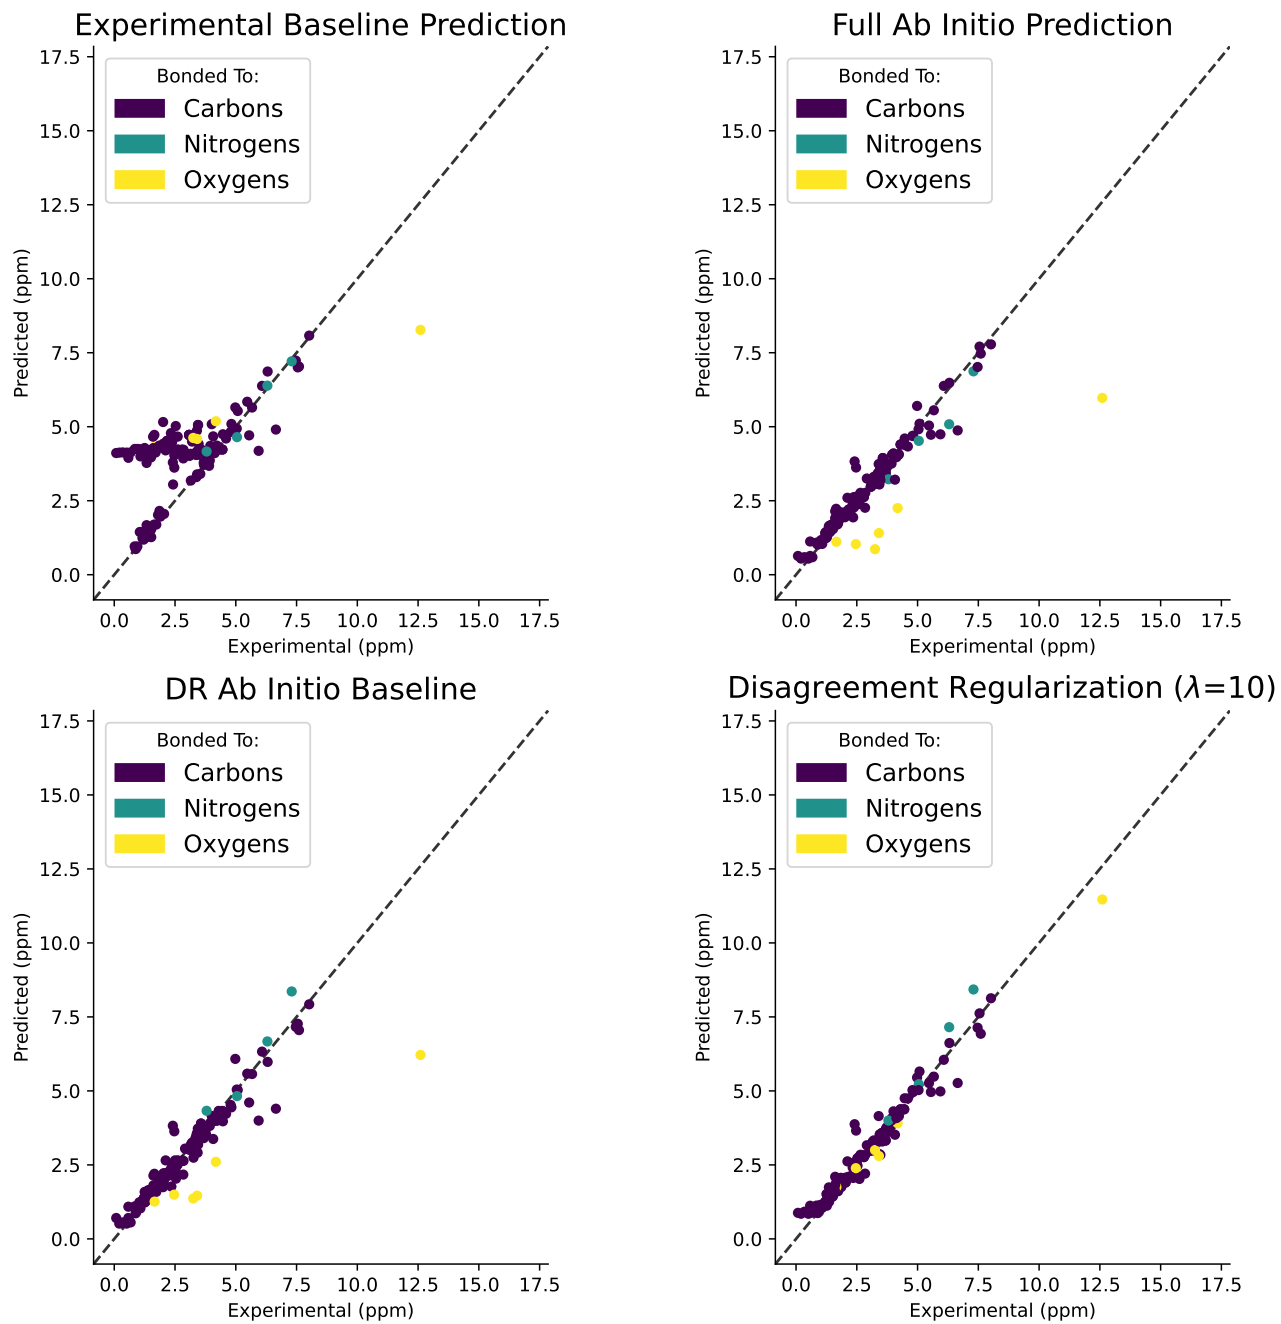 Experimental Baseline Prediction
17.5
15.0
12.5
10.0
7.5
5.0
2.5
0.0
Predicted (ppm)
Bonded To:
Carbons
Nitrogens
Oxygens
0.0 2.5 5.0 7.5 10.0 12.5 15.0 17.5
Experimental (ppm)
Full Ab Initio Prediction
17.5
15.0
12.5
10.0
7.5
5.0
2.5
0.0
Predicted (ppm)
Bonded To:
Carbons
Nitrogens
Oxygens
0.0 2.5 5.0 7.5 10.0 12.5 15.0 17.5
Experimental (ppm)
DR Ab Initio Baseline
17.5
15.0
12.5
10.0
7.5
5.0
2.5
0.0
Predicted (ppm)
Bonded To:
Carbons
Nitrogens
Oxygens
0.0 2.5 5.0 7.5 10.0 12.5 15.0 17.5
Experimental (ppm)
Disagreement Regularization (λ=10)
17.5
15.0
12.5
10.0
7.5
5.0
2.5
0.0
Predicted (ppm)
Bonded To:
Carbons
Nitrogens
Oxygens
0.0 2.5 5.0 7.5 10.0 12.5 15.0 17.5
Experimental (ppm)